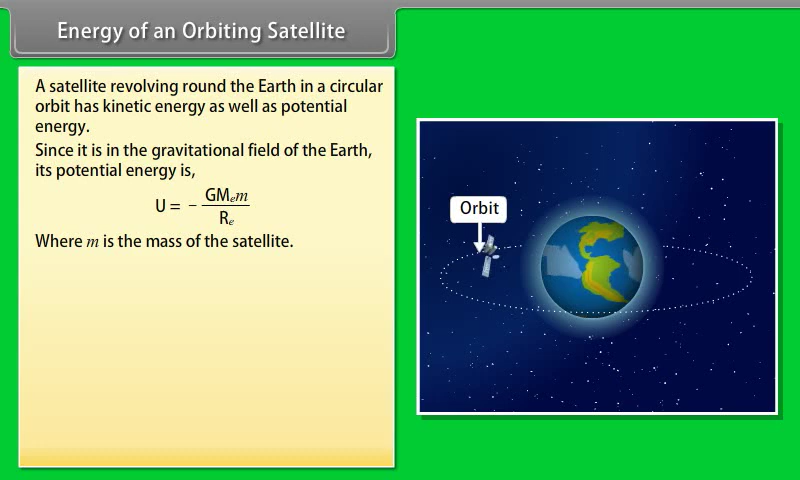 Energy of an Orbiting Satellite
A satellite revolving round the Earth in a circular
orbit has kinetic energy as well as potential
energy.
Since it is in the gravitational field of the Earth,
its potential energy is,
U = − GMₑm / Rₑ
Where m is the mass of the satellite.
Orbit